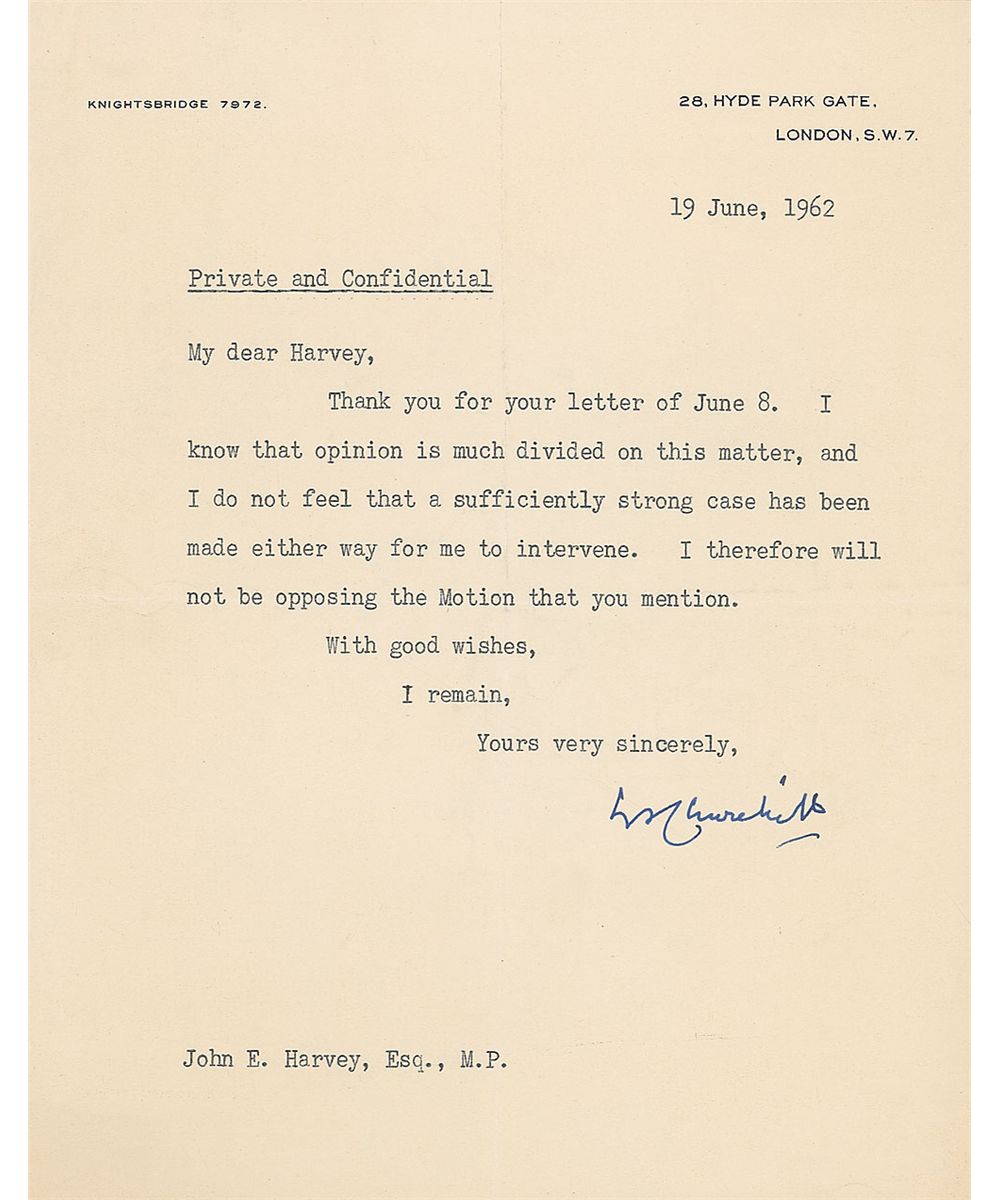 KNIGHTSBRIDGE 7972.
28, HYDE PARK GATE,
LONDON, S.W.7.
19 June, 1962
Private and Confidential
My dear Harvey,
Thank you for your letter of June 8. I
know that opinion is much divided on this matter, and
I do not feel that a sufficiently strong case has been
made either way for me to intervene. I therefore will
not be opposing the Motion that you mention.
With good wishes,
I remain,
Yours very sincerely,
WSChurchill
John E. Harvey, Esq., M.P.